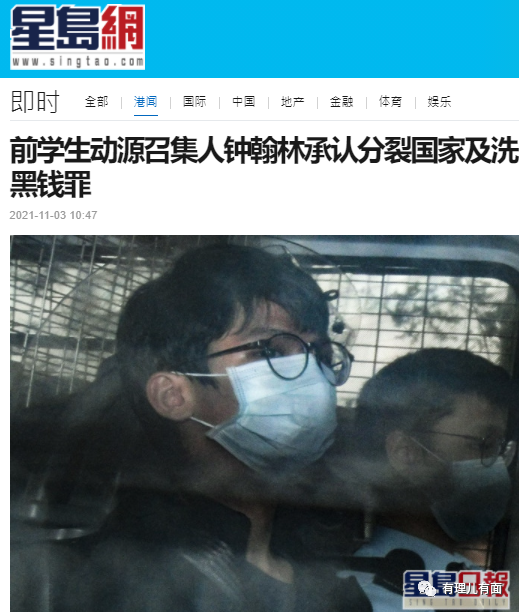 星島網
www.singtao.com
即时 全部 港闻 国际 中国 地产 金融 体育 娱乐
前学生动源召集人钟翰林承认分裂国家及洗
黑钱罪
2021-11-03 10:47
星島日報
有理儿有面
SING TAO DAILY